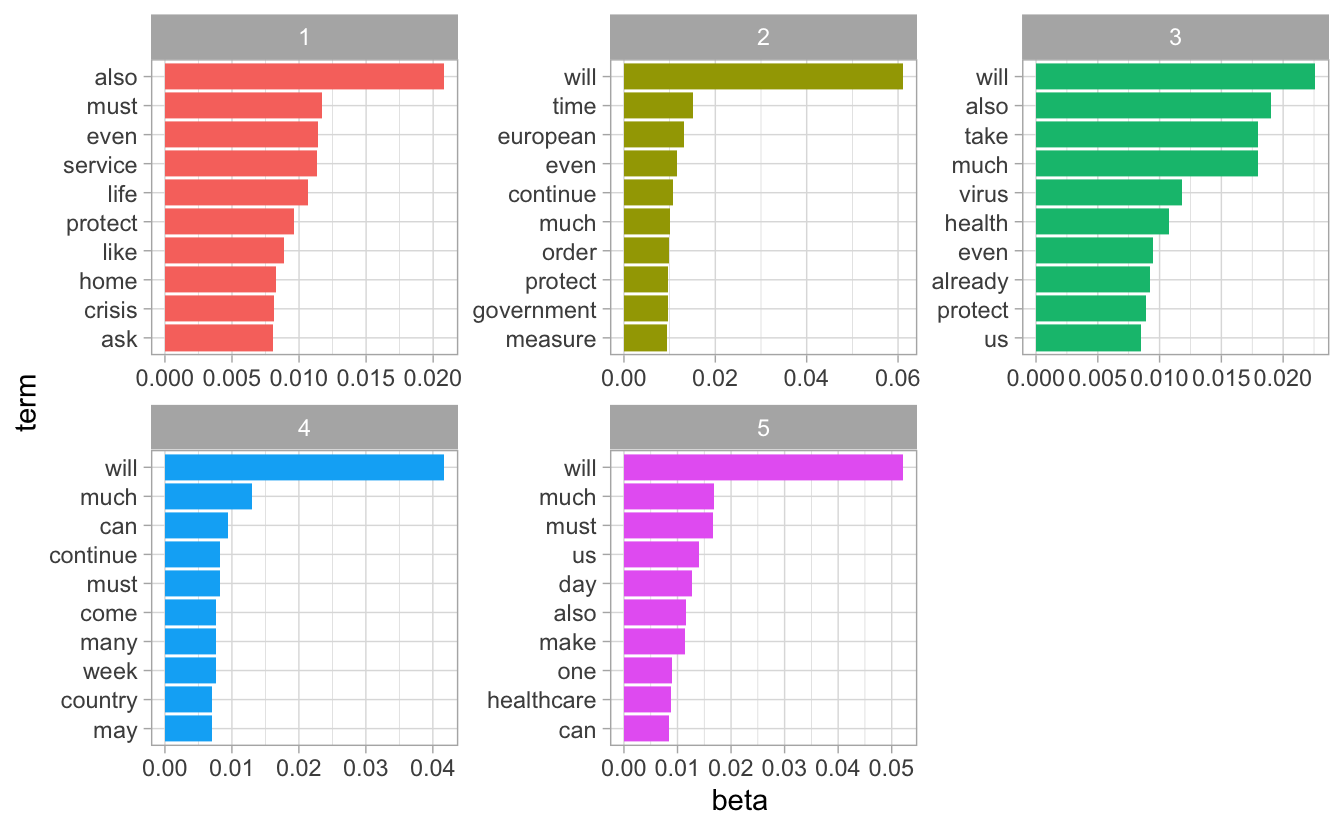 1
also
must
even
service
life
protect
like
home
crisis
ask
0.000 0.005 0.010 0.015 0.020
2
will
time
european
even
continue
much
order
protect
government
measure
0.00 0.02 0.04 0.06
3
will
also
take
much
virus
health
even
already
protect
us
0.000 0.005 0.010 0.015 0.020
term
4
will
much
can
continue
must
come
many
week
country
may
0.00 0.01 0.02 0.03 0.04
5
will
much
must
us
day
also
make
one
healthcare
can
0.00 0.01 0.02 0.03 0.04 0.05
beta